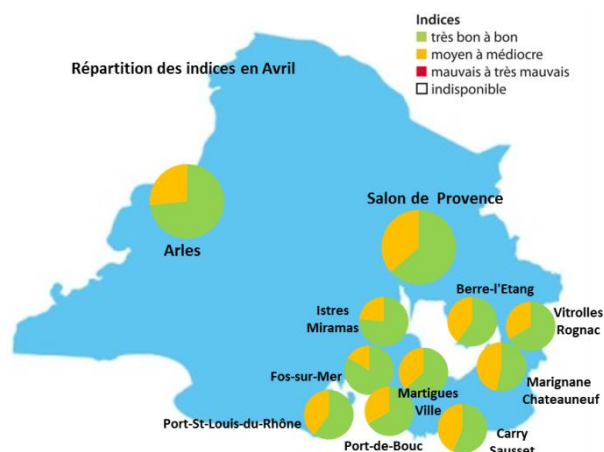 Indices
très bon à bon
moyen à médiocre
mauvais à très mauvais
indisponible
Répartition des indices en Avril
Arles
Salon de Provence
Berre-l'Etang
Istres
Miramas
Vitrolles
Rognac
Fos-sur-Mer
Martigues
Ville
Marignane
Chateauneuf
Port-St-Louis-du-Rhône
Port-de-Bouc
Carry
Sausset